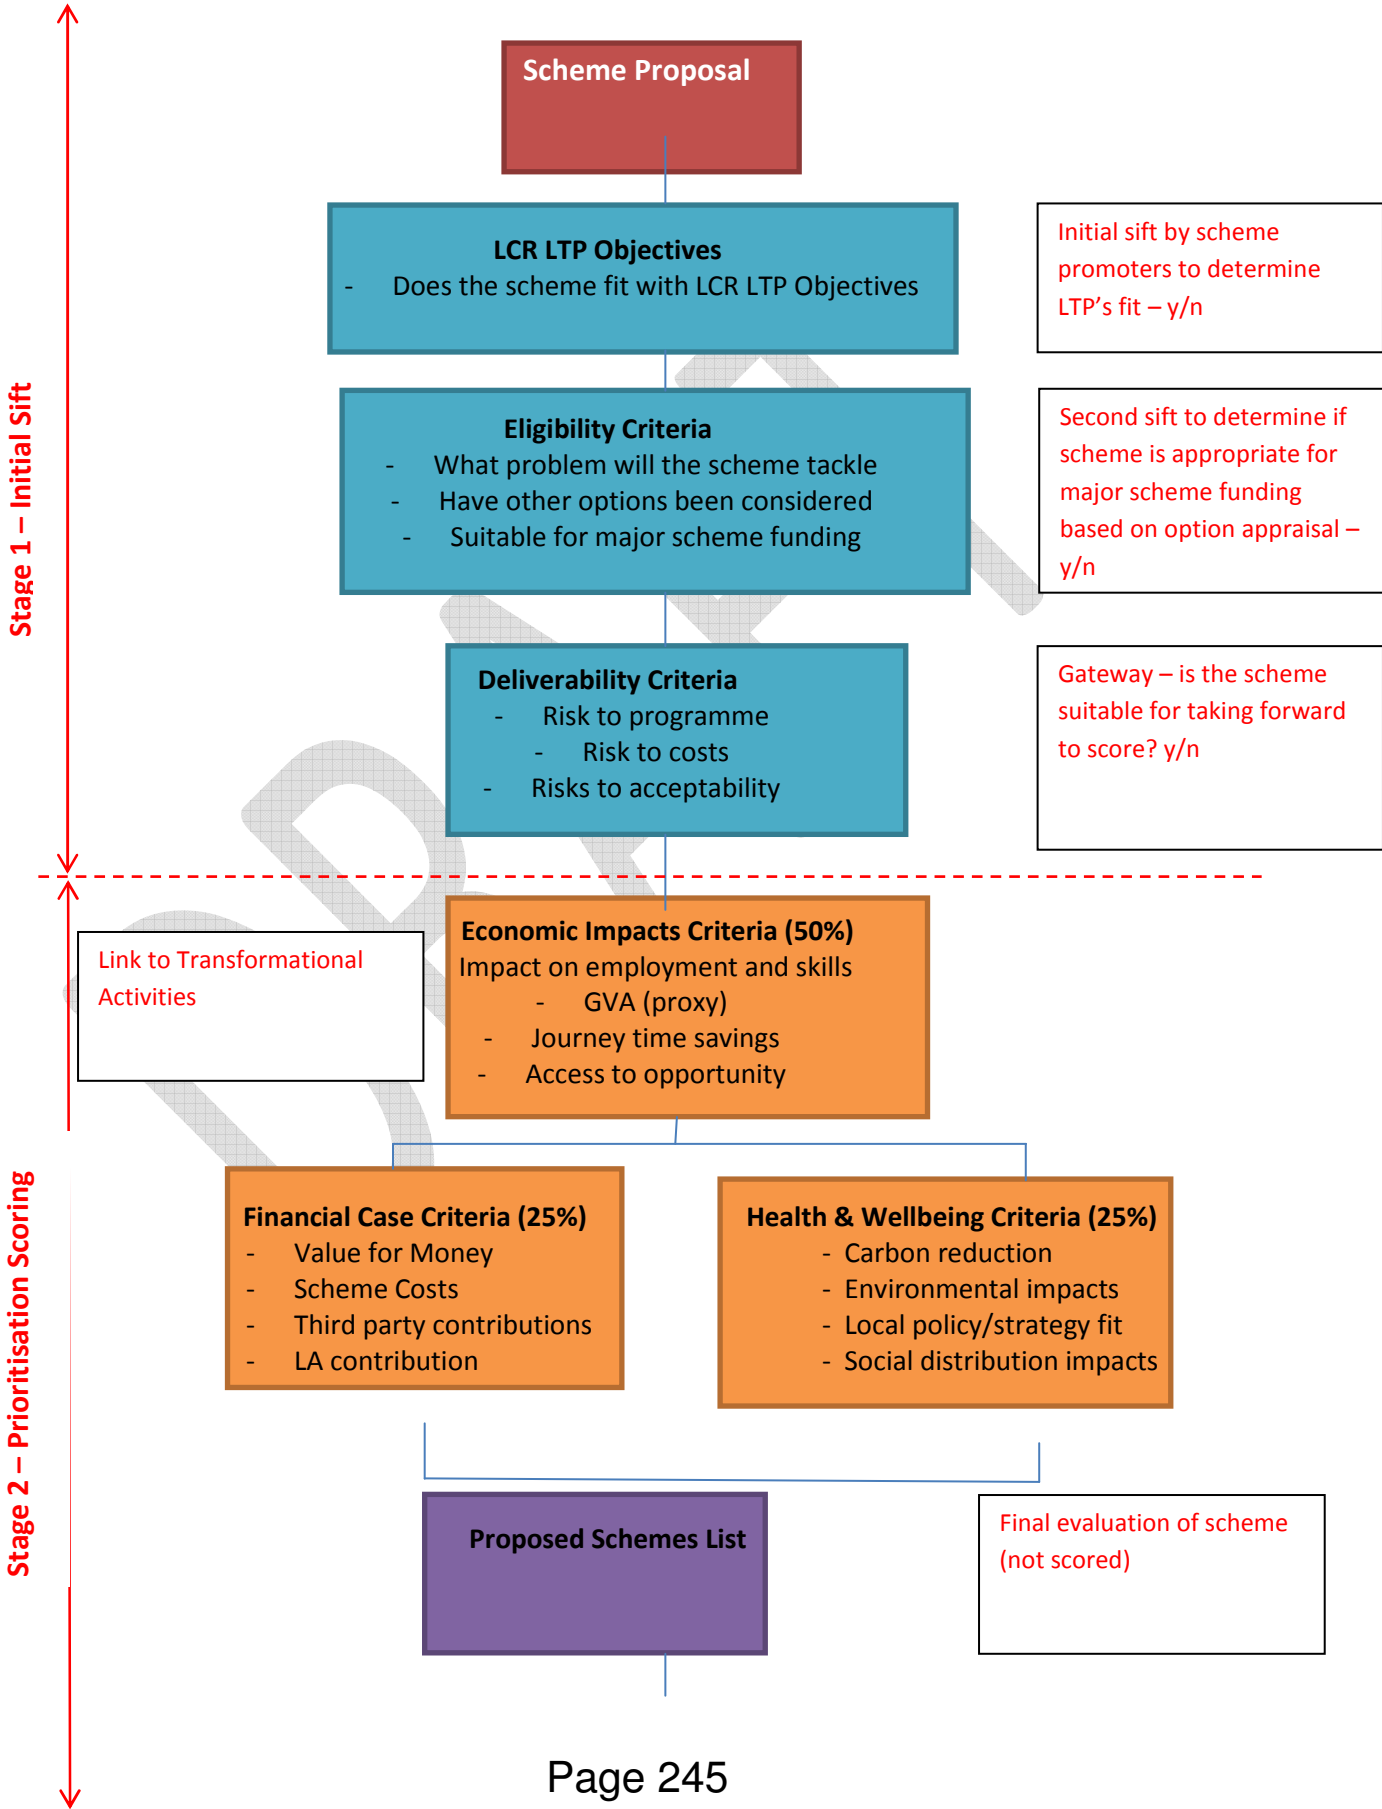 Scheme Proposal
LCR LTP Objectives
- Does the scheme fit with LCR LTP Objectives
Initial sift by scheme
promoters to determine
LTP's fit – y/n
Stage 1 – Initial Sift
Eligibility Criteria
- What problem will the scheme tackle
- Have other options been considered
- Suitable for major scheme funding
Second sift to determine if
scheme is appropriate for
major scheme funding
based on option appraisal –
y/n
Deliverability Criteria
- Risk to programme
- Risk to costs
- Risks to acceptability
Gateway – is the scheme
suitable for taking forward
to score? y/n
DRAFT
Link to Transformational
Activities
Economic Impacts Criteria (50%)
Impact on employment and skills
- GVA (proxy)
- Journey time savings
- Access to opportunity
Stage 2 – Prioritisation Scoring
Financial Case Criteria (25%)
- Value for Money
- Scheme Costs
- Third party contributions
- LA contribution
Health & Wellbeing Criteria (25%)
- Carbon reduction
- Environmental impacts
- Local policy/strategy fit
- Social distribution impacts
Proposed Schemes List
Final evaluation of scheme
(not scored)
Page 245